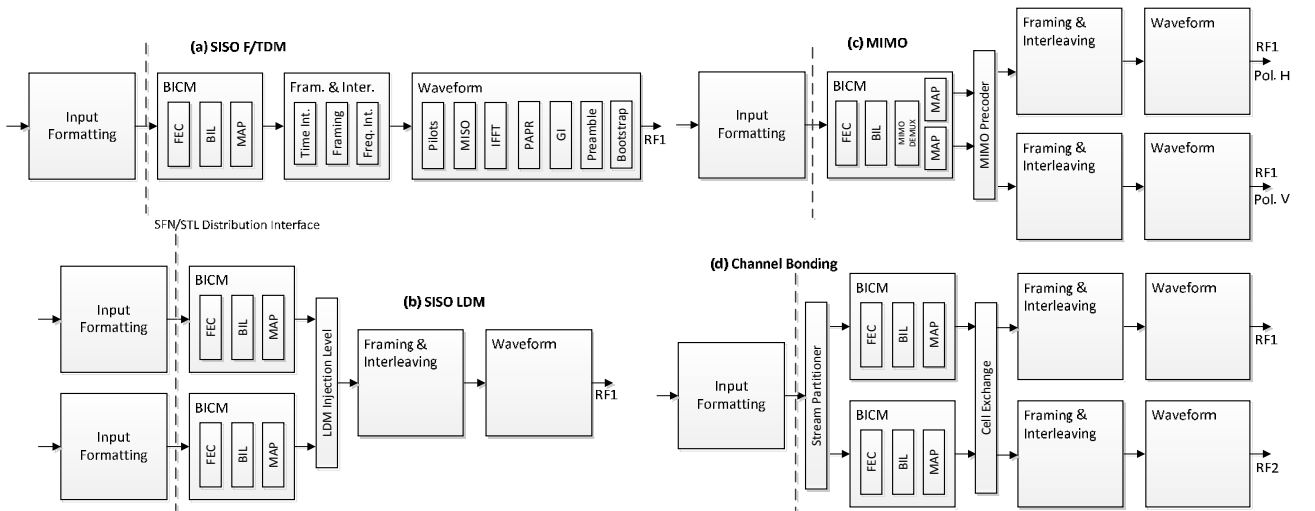 (a) SISO F/TDM
Input
Formatting
BICM
FEC
BIL
MAP
Fram. & Inter.
Time Int.
Framing
Freq. Int.
Waveform
Pilots
MISO
IFFT
PAPR
GI
Preamble
Bootstrap
RF1
SFN/STL Distribution Interface
(b) SISO LDM
Input
Formatting
BICM
FEC
BIL
MAP
Input
Formatting
BICM
FEC
BIL
MAP
LDM Injection Level
Framing &
Interleaving
Waveform
RF1
(c) MIMO
Input
Formatting
BICM
FEC
BIL
MIMO
DEMUX
MAP
MAP
MIMO Precoder
Framing &
Interleaving
Waveform
RF1
Pol. H
Framing &
Interleaving
Waveform
RF1
Pol. V
(d) Channel Bonding
Input
Formatting
Stream Partitioner
BICM
FEC
BIL
MAP
BICM
FEC
BIL
MAP
Cell Exchange
Framing &
Interleaving
Waveform
RF1
Framing &
Interleaving
Waveform
RF2